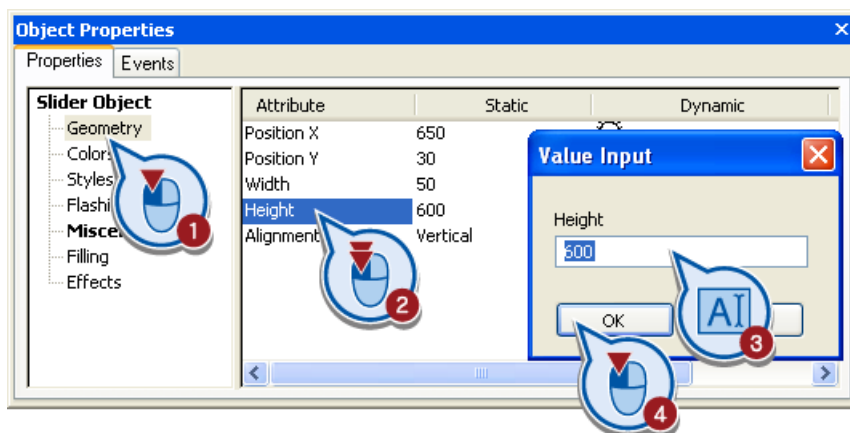 Object Properties
Properties Events
Slider Object
Geometry
Colors
Styles
Flashi
Misce
Filling
Effects
Attribute Static Dynamic
Position X 650
Position Y 30
Width 50
Height 600
Alignment Vertical
Value Input
Height
600
OK
A
1
2
3
4